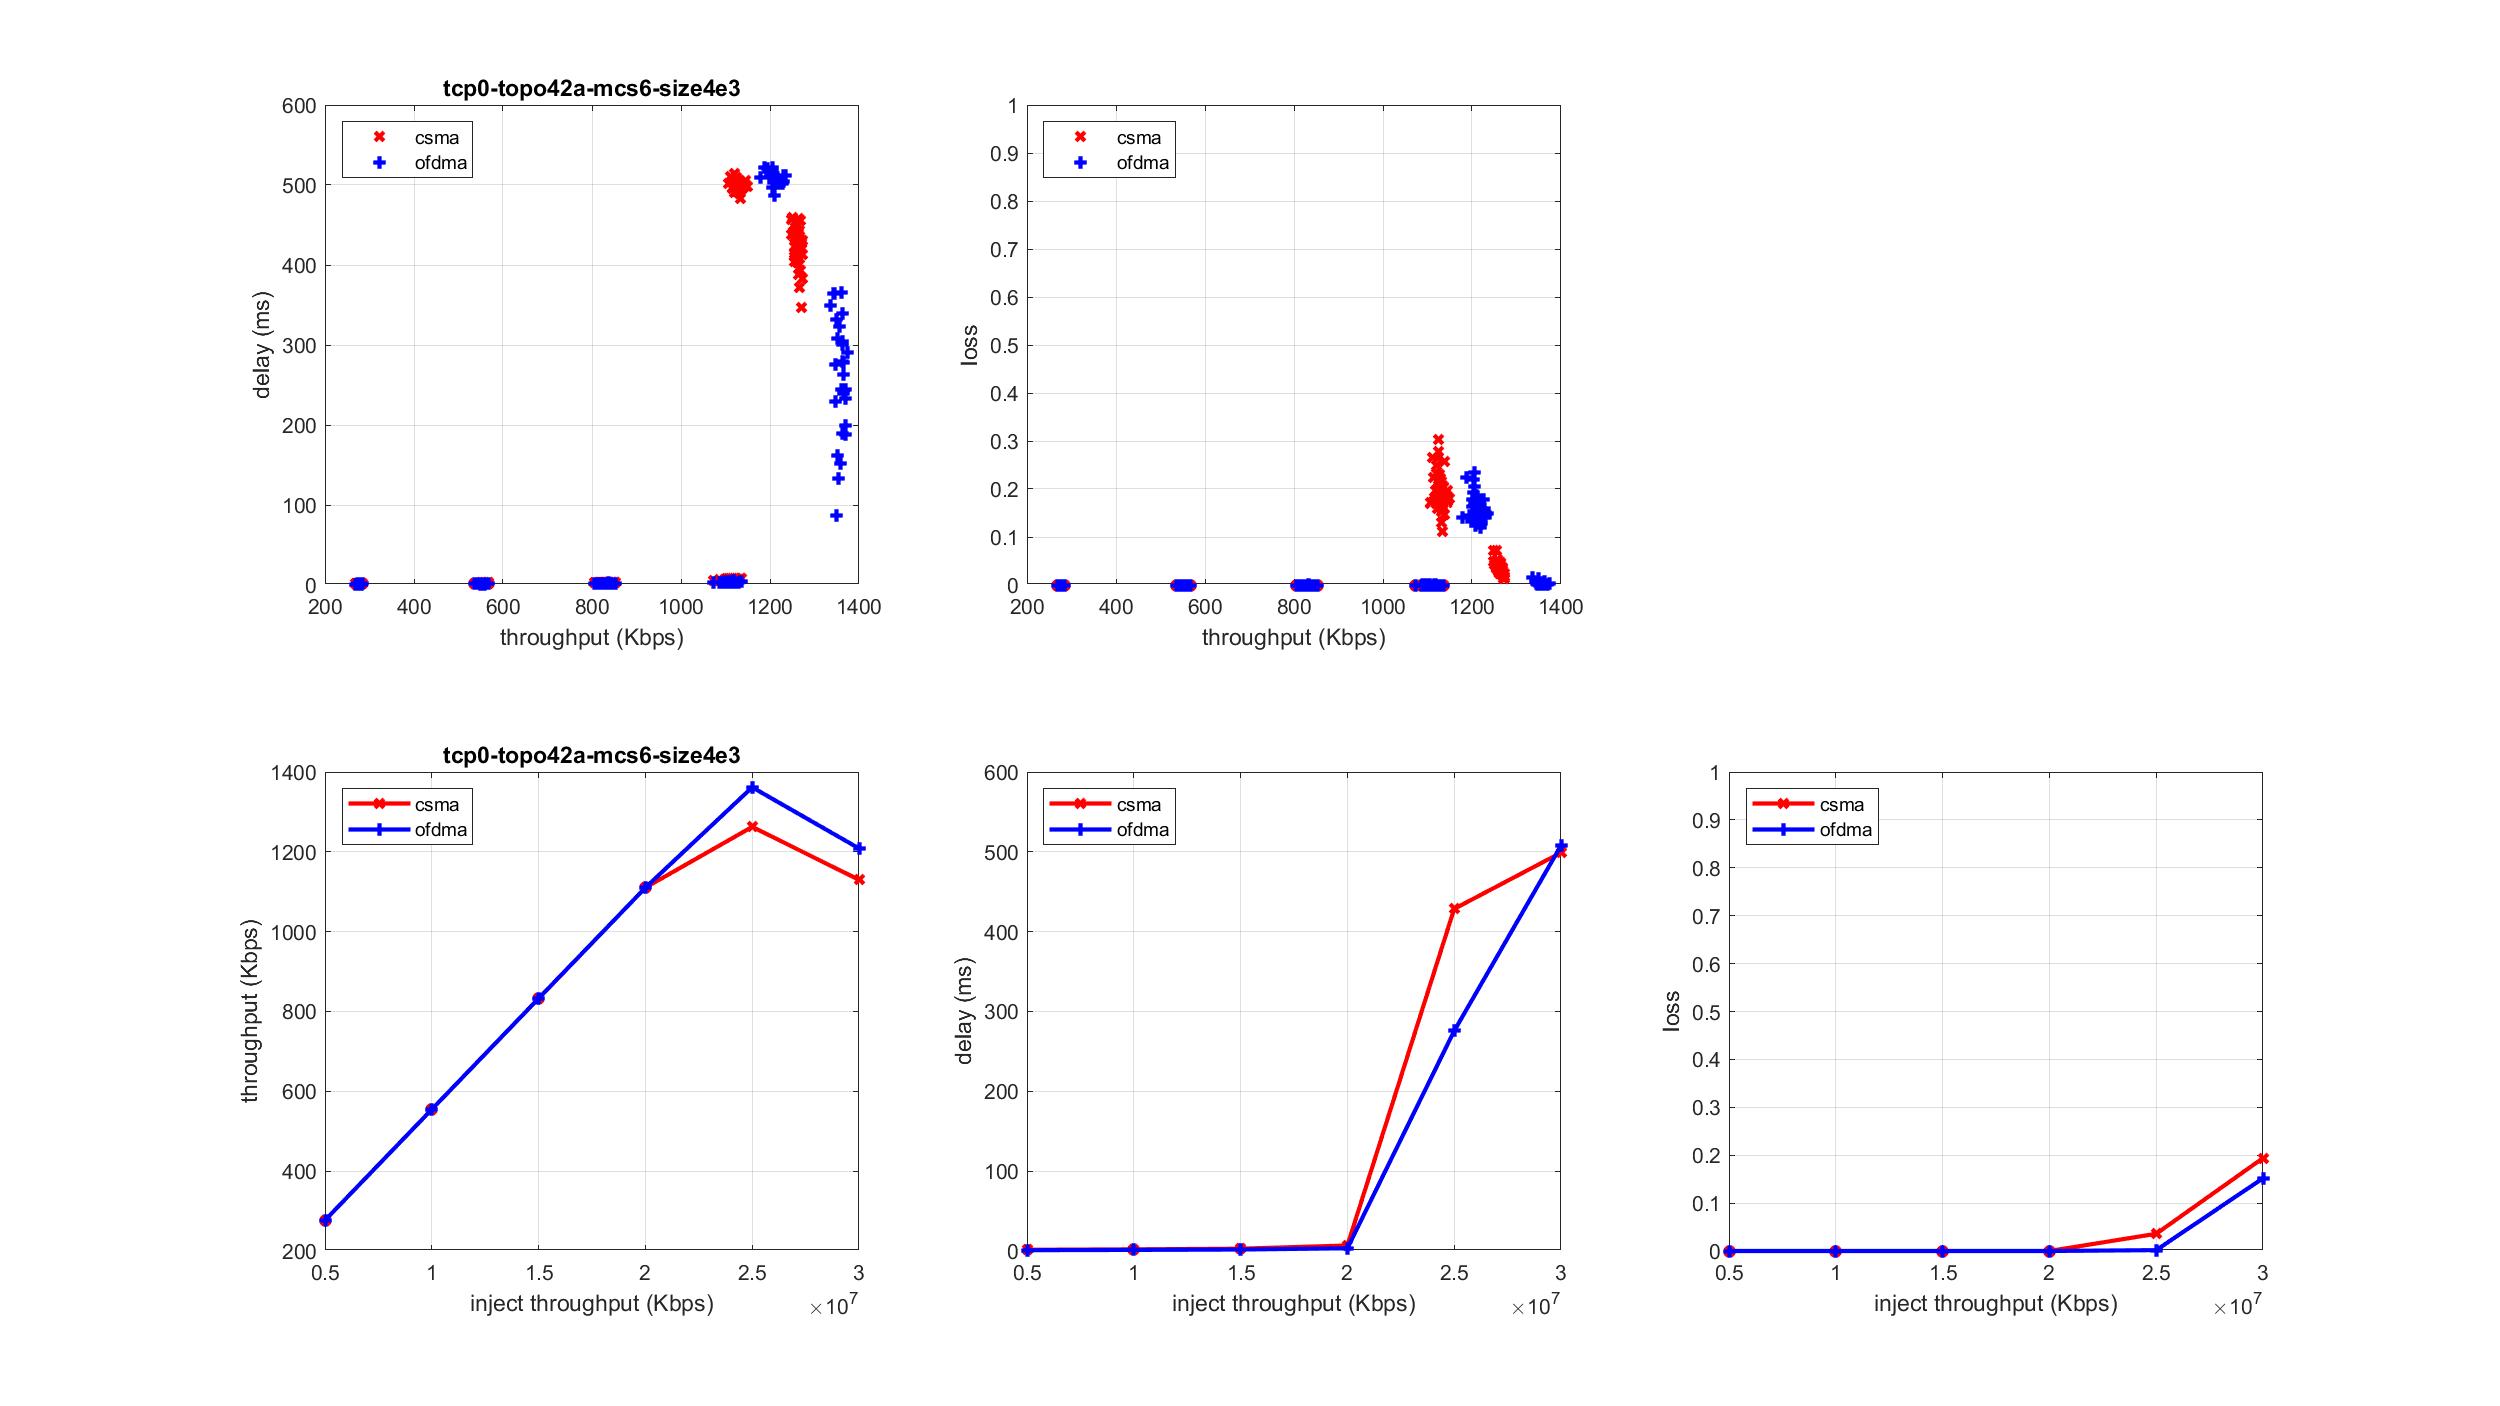 tcp0-topo42a-mcs6-size4e3
csma
ofdma
600
500
400
300
200
100
0
delay (ms)
200 400 600 800 1000 1200 1400
throughput (Kbps)
csma
ofdma
1
0.9
0.8
0.7
0.6
0.5
0.4
0.3
0.2
0.1
0
loss
200 400 600 800 1000 1200 1400
throughput (Kbps)
tcp0-topo42a-mcs6-size4e3
csma
ofdma
1400
1200
1000
800
600
400
200
throughput (Kbps)
0.5 1 1.5 2 2.5 3
inject throughput (Kbps)
×10⁷
csma
ofdma
600
500
400
300
200
100
0
delay (ms)
0.5 1 1.5 2 2.5 3
inject throughput (Kbps)
×10⁷
csma
ofdma
1
0.9
0.8
0.7
0.6
0.5
0.4
0.3
0.2
0.1
0
loss
0.5 1 1.5 2 2.5 3
inject throughput (Kbps)
×10⁷